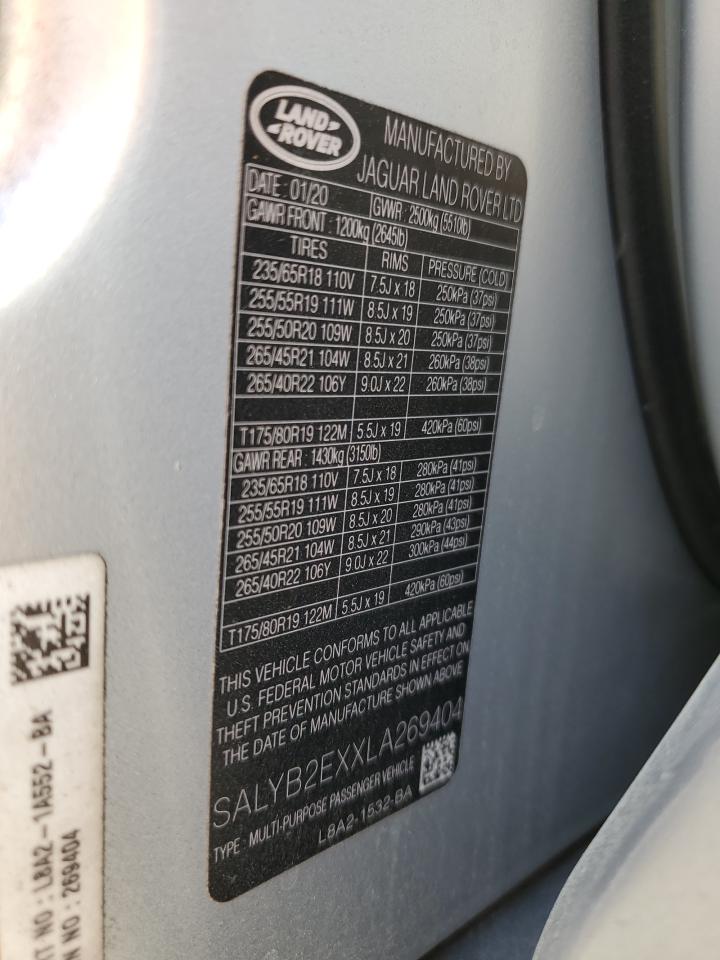 LAND
ROVER
MANUFACTURED BY
JAGUAR LAND ROVER LTD
DATE : 01/20 GVWR : 2500kg (5510lb)
GAWR FRONT : 1200kg (2645lb)
TIRES RIMS PRESSURE (COLD)
235/65R18 110V 7.5J x 18 250kPa (37psi)
255/55R19 111W 8.5J x 19 250kPa (37psi)
255/50R20 109W 8.5J x 20 250kPa (37psi)
265/45R21 104W 8.5J x 21 260kPa (38psi)
265/40R22 106Y 9.0J x 22 260kPa (38psi)
T175/80R19 122M 5.5J x 19 420kPa (60psi)
GAWR REAR : 1430kg (3150lb)
235/65R18 110V 7.5J x 18 280kPa (41psi)
255/55R19 111W 8.5J x 19 280kPa (41psi)
255/50R20 109W 8.5J x 20 280kPa (41psi)
265/45R21 104W 8.5J x 21 290kPa (43psi)
265/40R22 106Y 9.0J x 22 300kPa (44psi)
T175/80R19 122M 5.5J x 19 420kPa (60psi)
THIS VEHICLE CONFORMS TO ALL APPLICABLE
U.S. FEDERAL MOTOR VEHICLE SAFETY AND
THEFT PREVENTION STANDARDS IN EFFECT ON
THE DATE OF MANUFACTURE SHOWN ABOVE
SALYB2EXXLA269404
TYPE : MULTI-PURPOSE PASSENGER VEHICLE
L8A2-1532-BA
RT NO : L8A2-1A552-BA
N NO : 269404